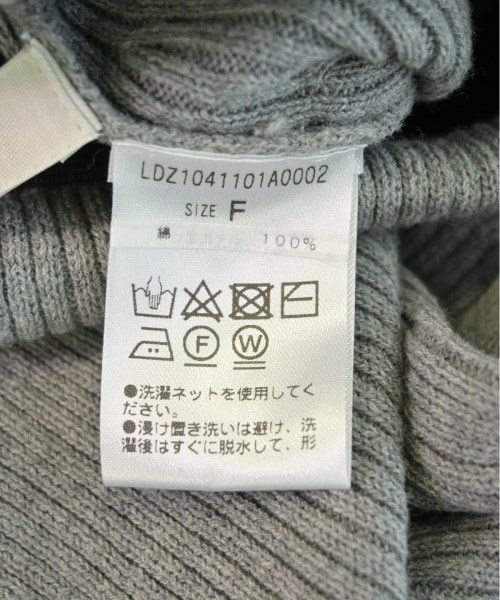 LDZ1041101A0002
SIZE F
綿 100%
F W
●洗濯ネットを使用してく
ださい。
●浸け置き洗いは避け、洗
濯後はすぐに脱水して、形